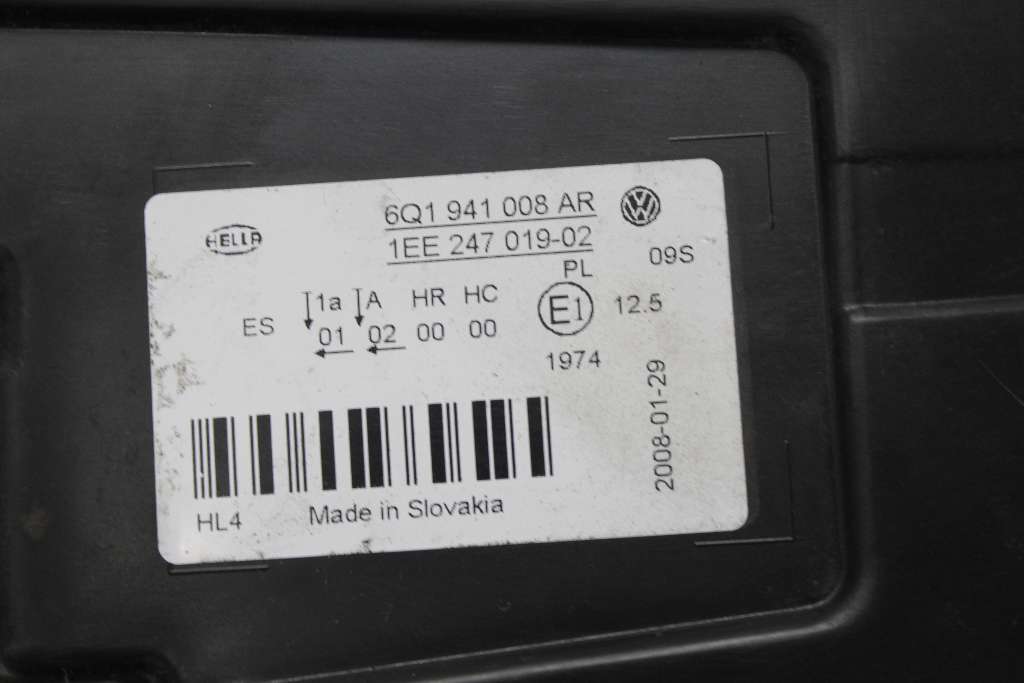 HELLA
6Q1 941 008 AR
1EE 247 019-02
PL 09S
ES 1a A HR HC
01 02 00 00
E1 12.5
1974
2008-01-29
HL4 Made in Slovakia